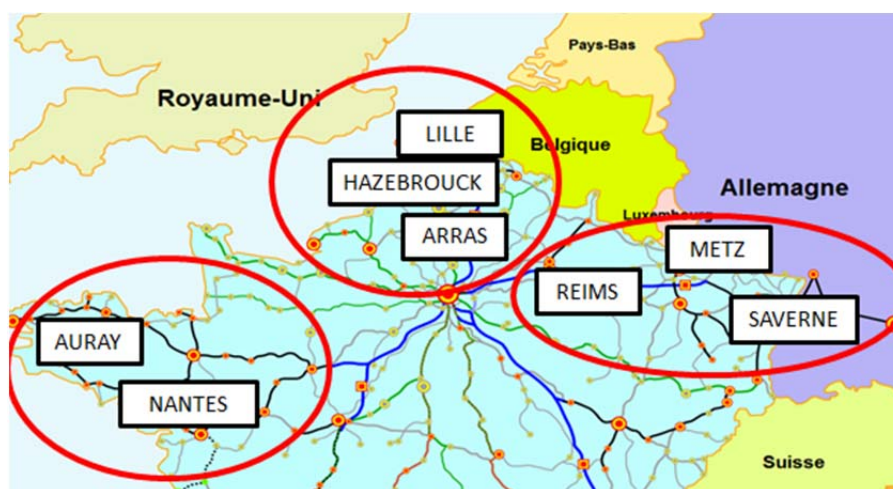 Pays-Bas
Royaume-Uni
LILLE
Belgique
HAZEBROUCK
Allemagne
Luxembourg
ARRAS
METZ
REIMS
SAVERNE
AURAY
NANTES
Suisse